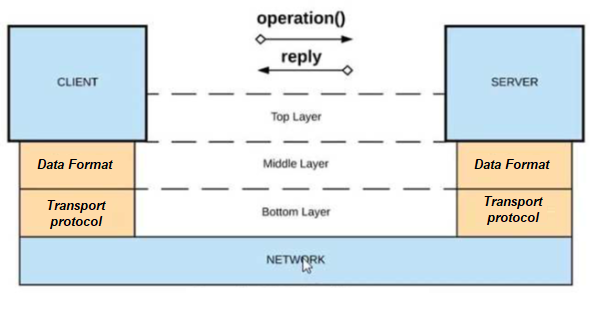 operation()
reply
CLIENT
SERVER
Top Layer
Data Format
Middle Layer
Data Format
Transport
protocol
Bottom Layer
Transport
protocol
NETWORK